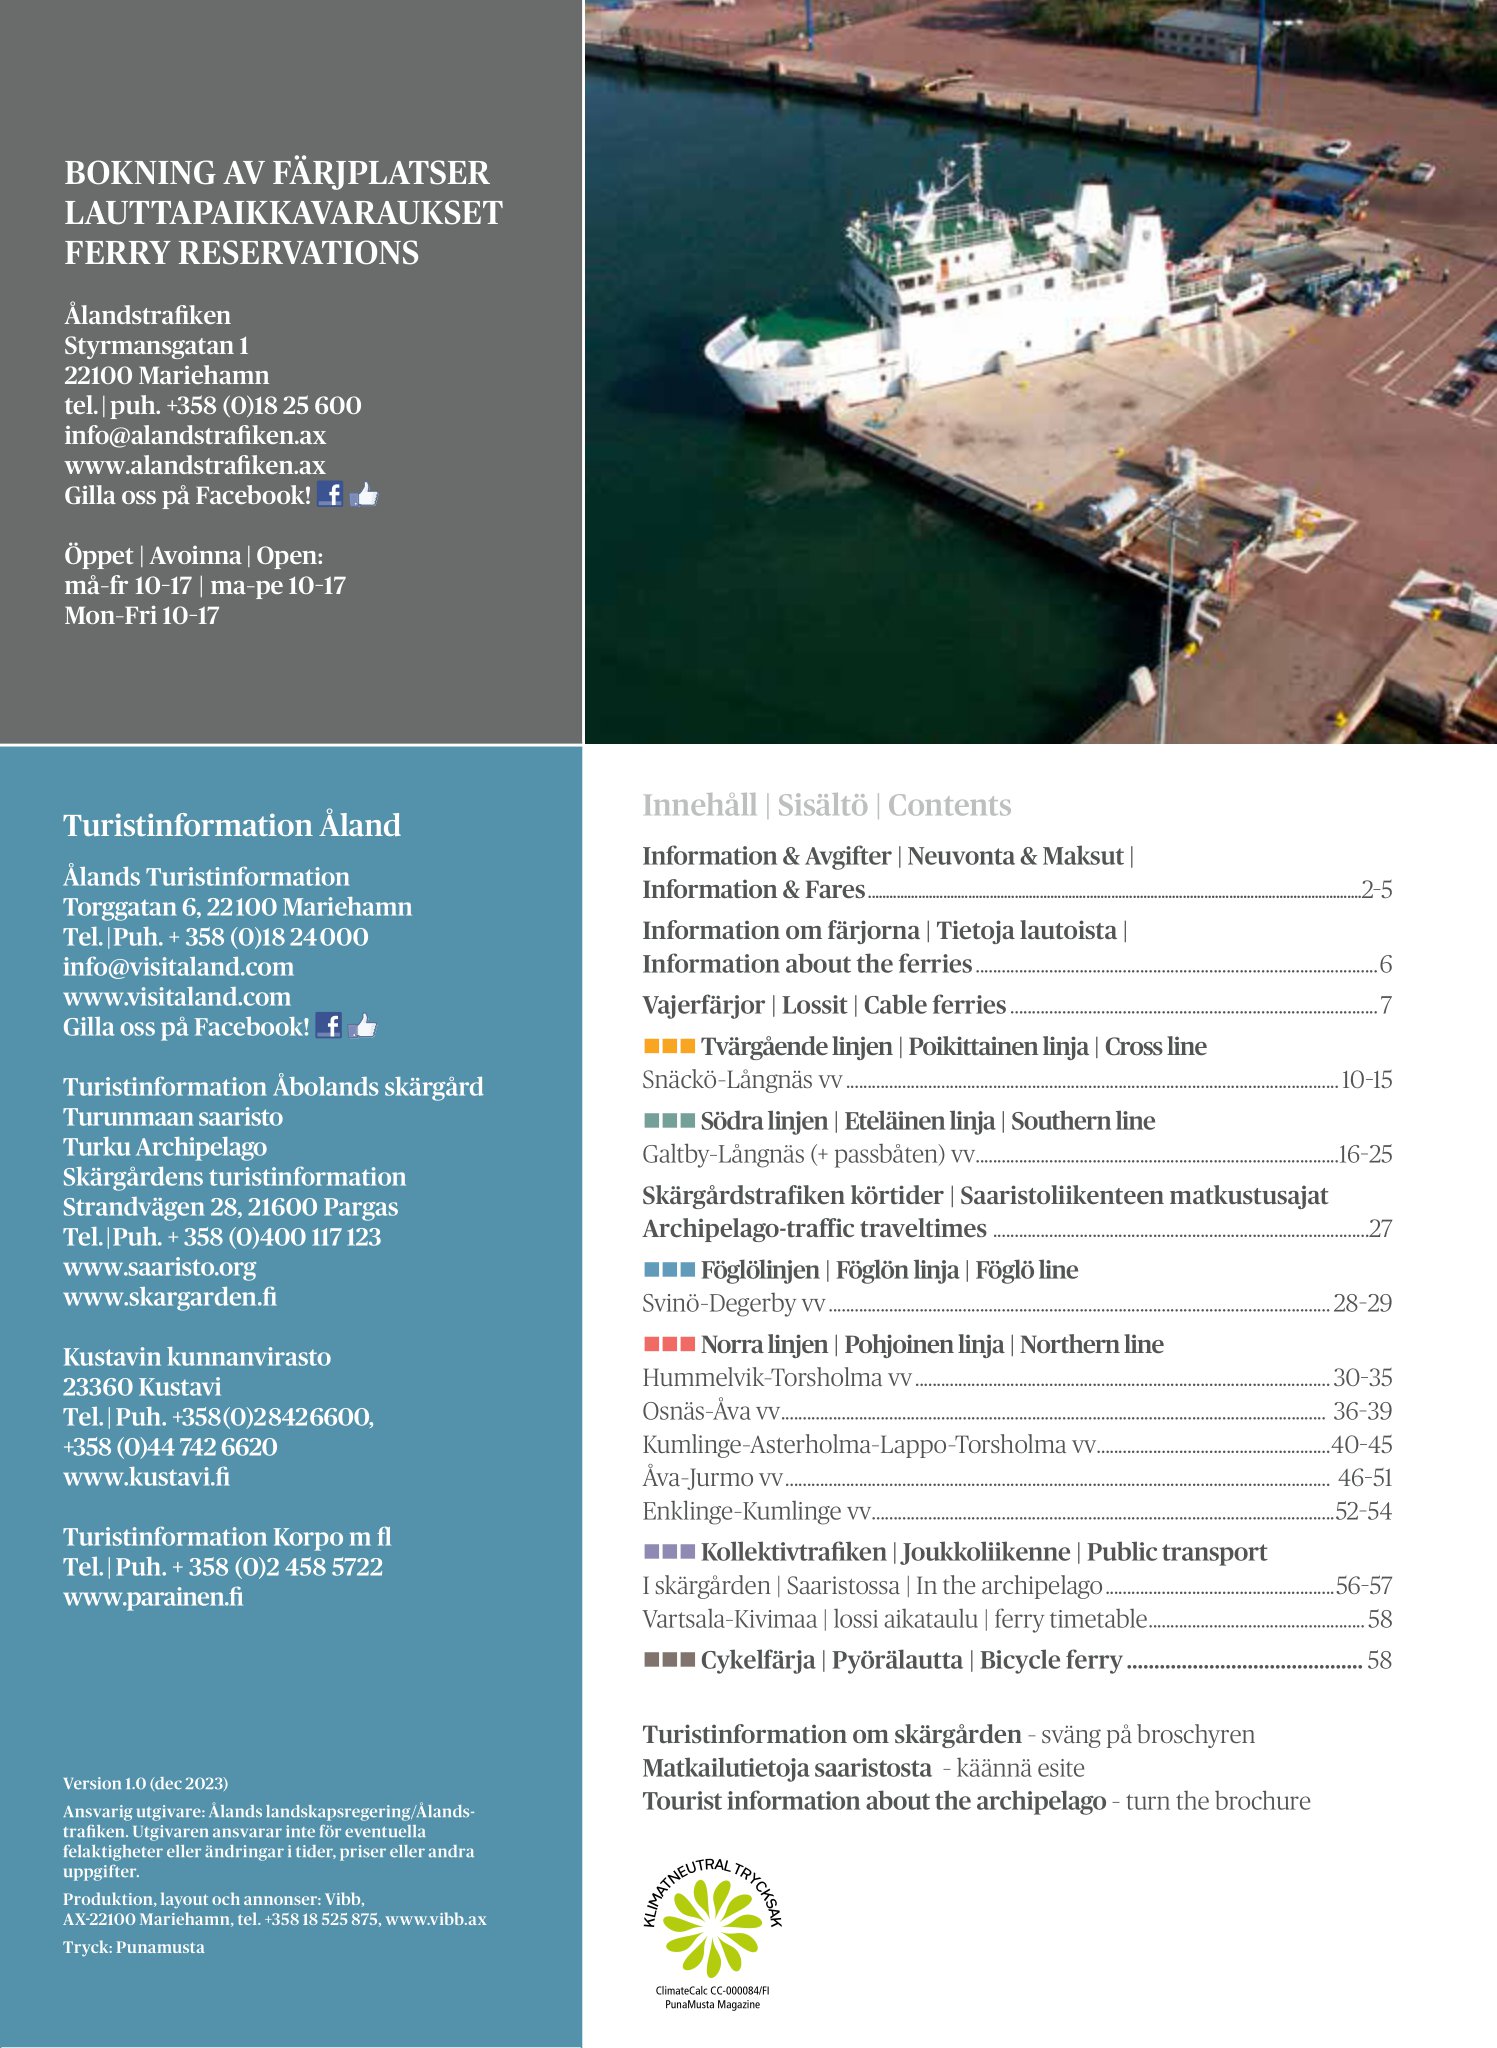 BOKNING AV FÄRJPLATSER
LAUTTAPAIKKAVARAUKSET
FERRY RESERVATIONS
Ålandstrafiken
Styrmansgatan 1
22100 Mariehamn
tel.|puh. +358 (0)18 25 600
info@alandstrafiken.ax
www.alandstrafiken.ax
Gilla oss på Facebook!
Öppet | Avoinna | Open:
må-fr 10-17 | ma-pe 10-17
Mon-Fri 10-17
Turistinformation Åland
Ålands Turistinformation
Torggatan 6, 22100 Mariehamn
Tel.|Puh. + 358 (0)18 24000
info@visitaland.com
www.visitaland.com
Gilla oss på Facebook!
Turistinformation Åbolands skärgård
Turunmaan saaristo
Turku Archipelago
Skärgårdens turistinformation
Strandvägen 28, 21600 Pargas
Tel.|Puh. + 358 (0)400 117 123
www.saaristo.org
www.skargarden.fi
Kustavin kunnanvirasto
23360 Kustavi
Tel.|Puh. +358(0)28426600,
+358 (0)44 742 6620
www.kustavi.fi
Turistinformation Korpo m fl
Tel.|Puh. + 358 (0)2 458 5722
www.parainen.fi
Version 1.0 (dec 2023)
Ansvarig utgivare: Ålands landskapsregering/Ålands-
trafiken. Utgivaren ansvarar inte för eventuella
felaktigheter eller ändringar i tider, priser eller andra
uppgifter.
Produktion, layout och annonser: Vibb,
AX-22100 Mariehamn, tel. +358 18 525 875, www.vibb.ax
Tryck: Punamusta
Innehåll | Sisältö | Contents
Information & Avgifter | Neuvonta & Maksut |
Information & Fares ........ 2-5
Information om färjorna | Tietoja lautoista |
Information about the ferries ........ 6
Vajerfärjor | Lossit | Cable ferries ........ 7
Tvärgående linjen | Poikittainen linja | Cross line
Snäckö-Långnäs vv ........ 10-15
Södra linjen | Eteläinen linja | Southern line
Galtby-Långnäs (+ passbåten) vv ........ 16-25
Skärgårdstrafiken körtider | Saaristoliikenteen matkustusajat
Archipelago-traffic traveltimes ........ 27
Föglölinjen | Föglön linja | Föglö line
Svinö-Degerby vv ........ 28-29
Norra linjen | Pohjoinen linja | Northern line
Hummelvik-Torsholma vv ........ 30-35
Osnäs-Åva vv ........ 36-39
Kumlinge-Asterholma-Lappo-Torsholma vv ........ 40-45
Åva-Jurmo vv ........ 46-51
Enklinge-Kumlinge vv ........ 52-54
Kollektivtrafiken | Joukkoliikenne | Public transport
I skärgården | Saaristossa | In the archipelago ........ 56-57
Vartsala-Kivimaa | lossi aikataulu | ferry timetable ........ 58
Cykelfärja | Pyörälautta | Bicycle ferry ........ 58
Turistinformation om skärgården - sväng på broschyren
Matkailutietoja saaristosta - käännä esite
Tourist information about the archipelago - turn the brochure
KLIMATNEUTRAL TRYCKSAK
ClimateCalc CC-000084/FI
PunaMusta Magazine